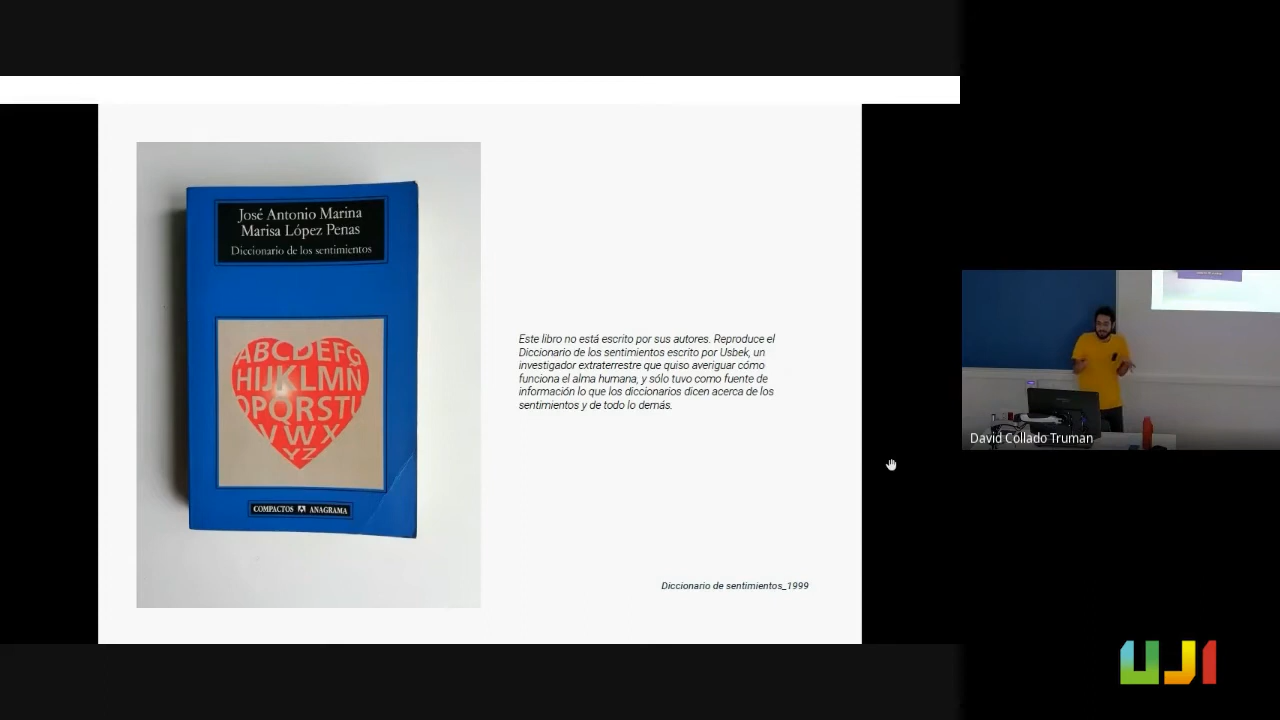 José Antonio Marina
Marisa López Penas
Diccionario de los sentimientos
ABCDEFG
HIJKLMNÑ
OPQRSTU
VWX
YZ
COMPACTOS ANAGRAMA
Este libro no está escrito por sus autores. Reproduce el
Diccionario de los sentimientos escrito por Usbek, un
investigador extraterrestre que quiso averiguar cómo
funciona el alma humana, y sólo tuvo como fuente de
información lo que los diccionarios dicen acerca de los
sentimientos y de todo lo demás.
Diccionario de sentimientos_1999
David Collado Truman
UJI